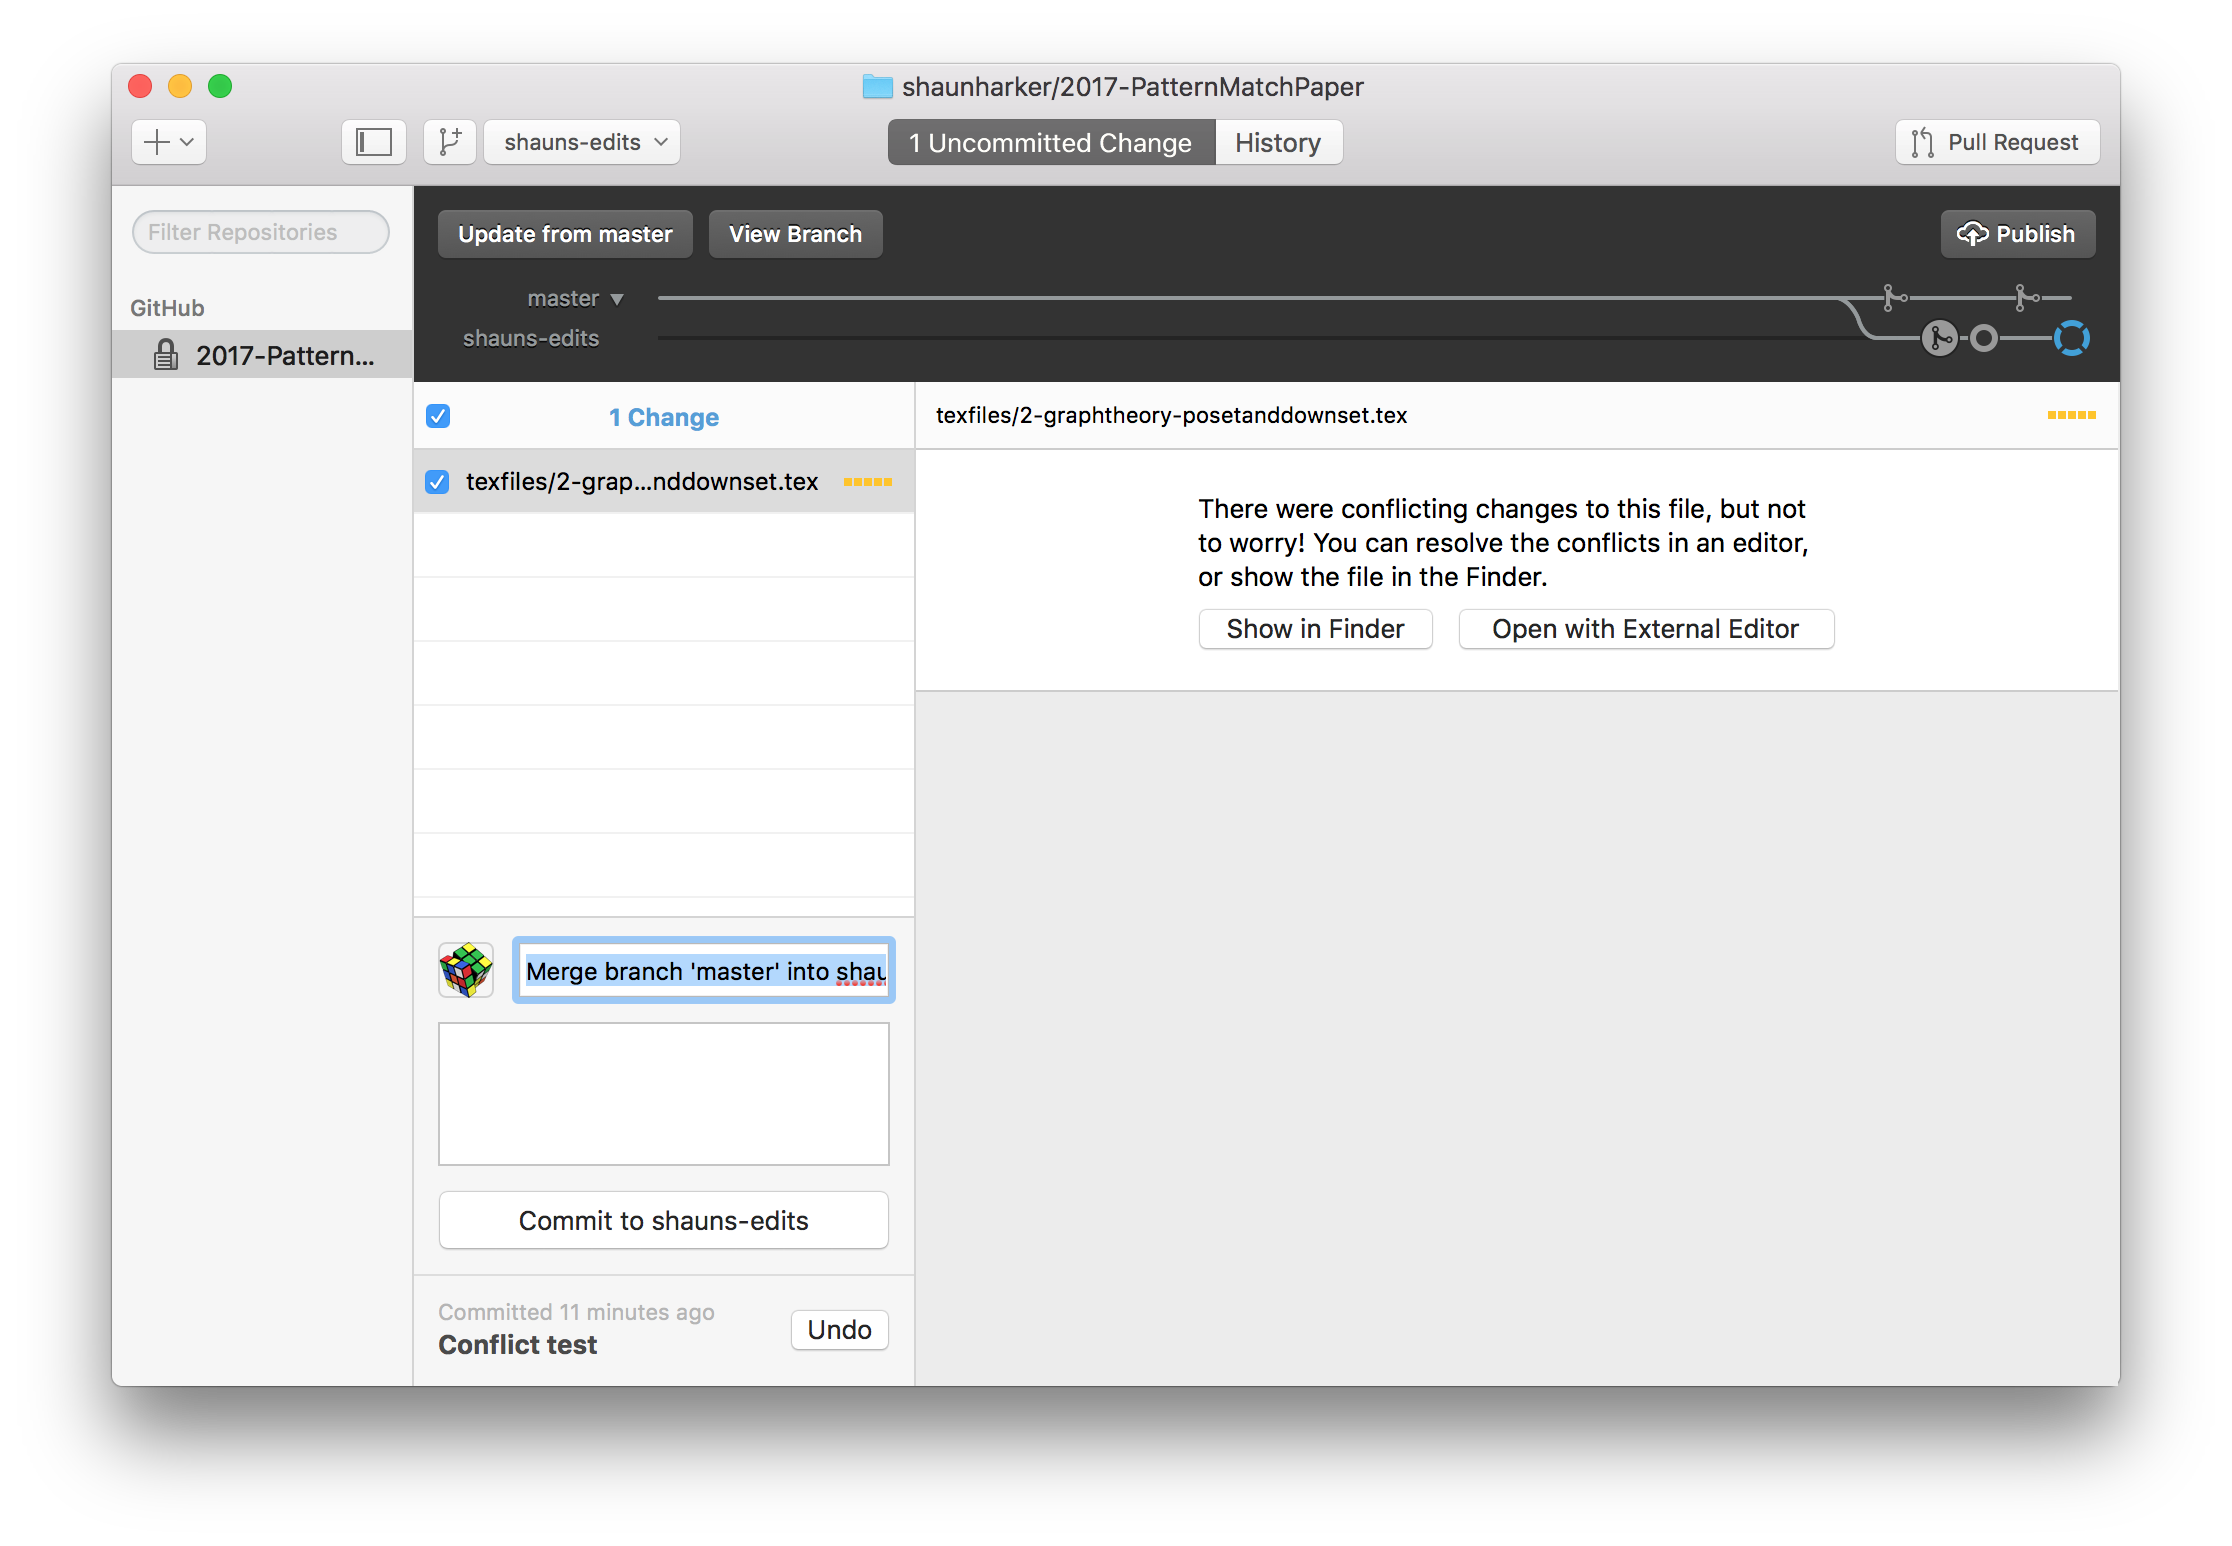 shaunharker/2017-PatternMatchPaper
shauns-edits
1 Uncommitted Change
History
Pull Request
Filter Repositories
GitHub
2017-Pattern...
Update from master
View Branch
Publish
master
shauns-edits
1 Change
texfiles/2-grap...nddownset.tex
texfiles/2-graphtheory-posetanddownset.tex
There were conflicting changes to this file, but not
to worry! You can resolve the conflicts in an editor,
or show the file in the Finder.
Show in Finder
Open with External Editor
Merge branch 'master' into shau
Commit to shauns-edits
Committed 11 minutes ago
Conflict test
Undo